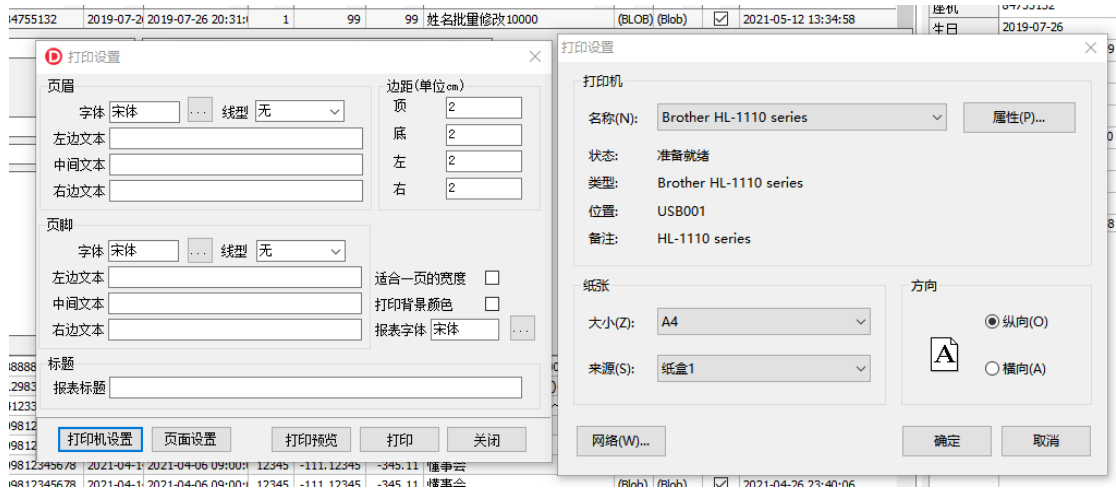 84755132 2019-07-2 2019-07-26 20:31: 1 99 99 姓名批量修改10000 (BLOB) (Blob) 2021-05-12 13:34:58
座机 84755132
生日 2019-07-26
打印设置
页眉
字体 宋体 ... 线型 无
左边文本
中间文本
右边文本
边距(单位cm)
顶 2
底 2
左 2
右 2
页脚
字体 宋体 ... 线型 无
左边文本
中间文本
右边文本
适合一页的宽度
打印背景颜色
报表字体 宋体 ...
标题
报表标题
打印机设置 页面设置 打印预览 打印 关闭
打印设置
打印机
名称(N): Brother HL-1110 series 属性(P)...
状态: 准备就绪
类型: Brother HL-1110 series
位置: USB001
备注: HL-1110 series
纸张
大小(Z): A4
来源(S): 纸盒1
方向
A
纵向(O)
横向(A)
网络(W)... 确定 取消
88888
12983
41233
09812
09812
09812345678 2021-04-1 2021-04-06 09:00: 12345 -111.12345 -345.11 懂事会
09812345678 2021-04-1 2021-04-06 09:00: 12345 -111.12345 -345.11 懂事会 (Blob) (Blob) 2021-04-26 23:40:06